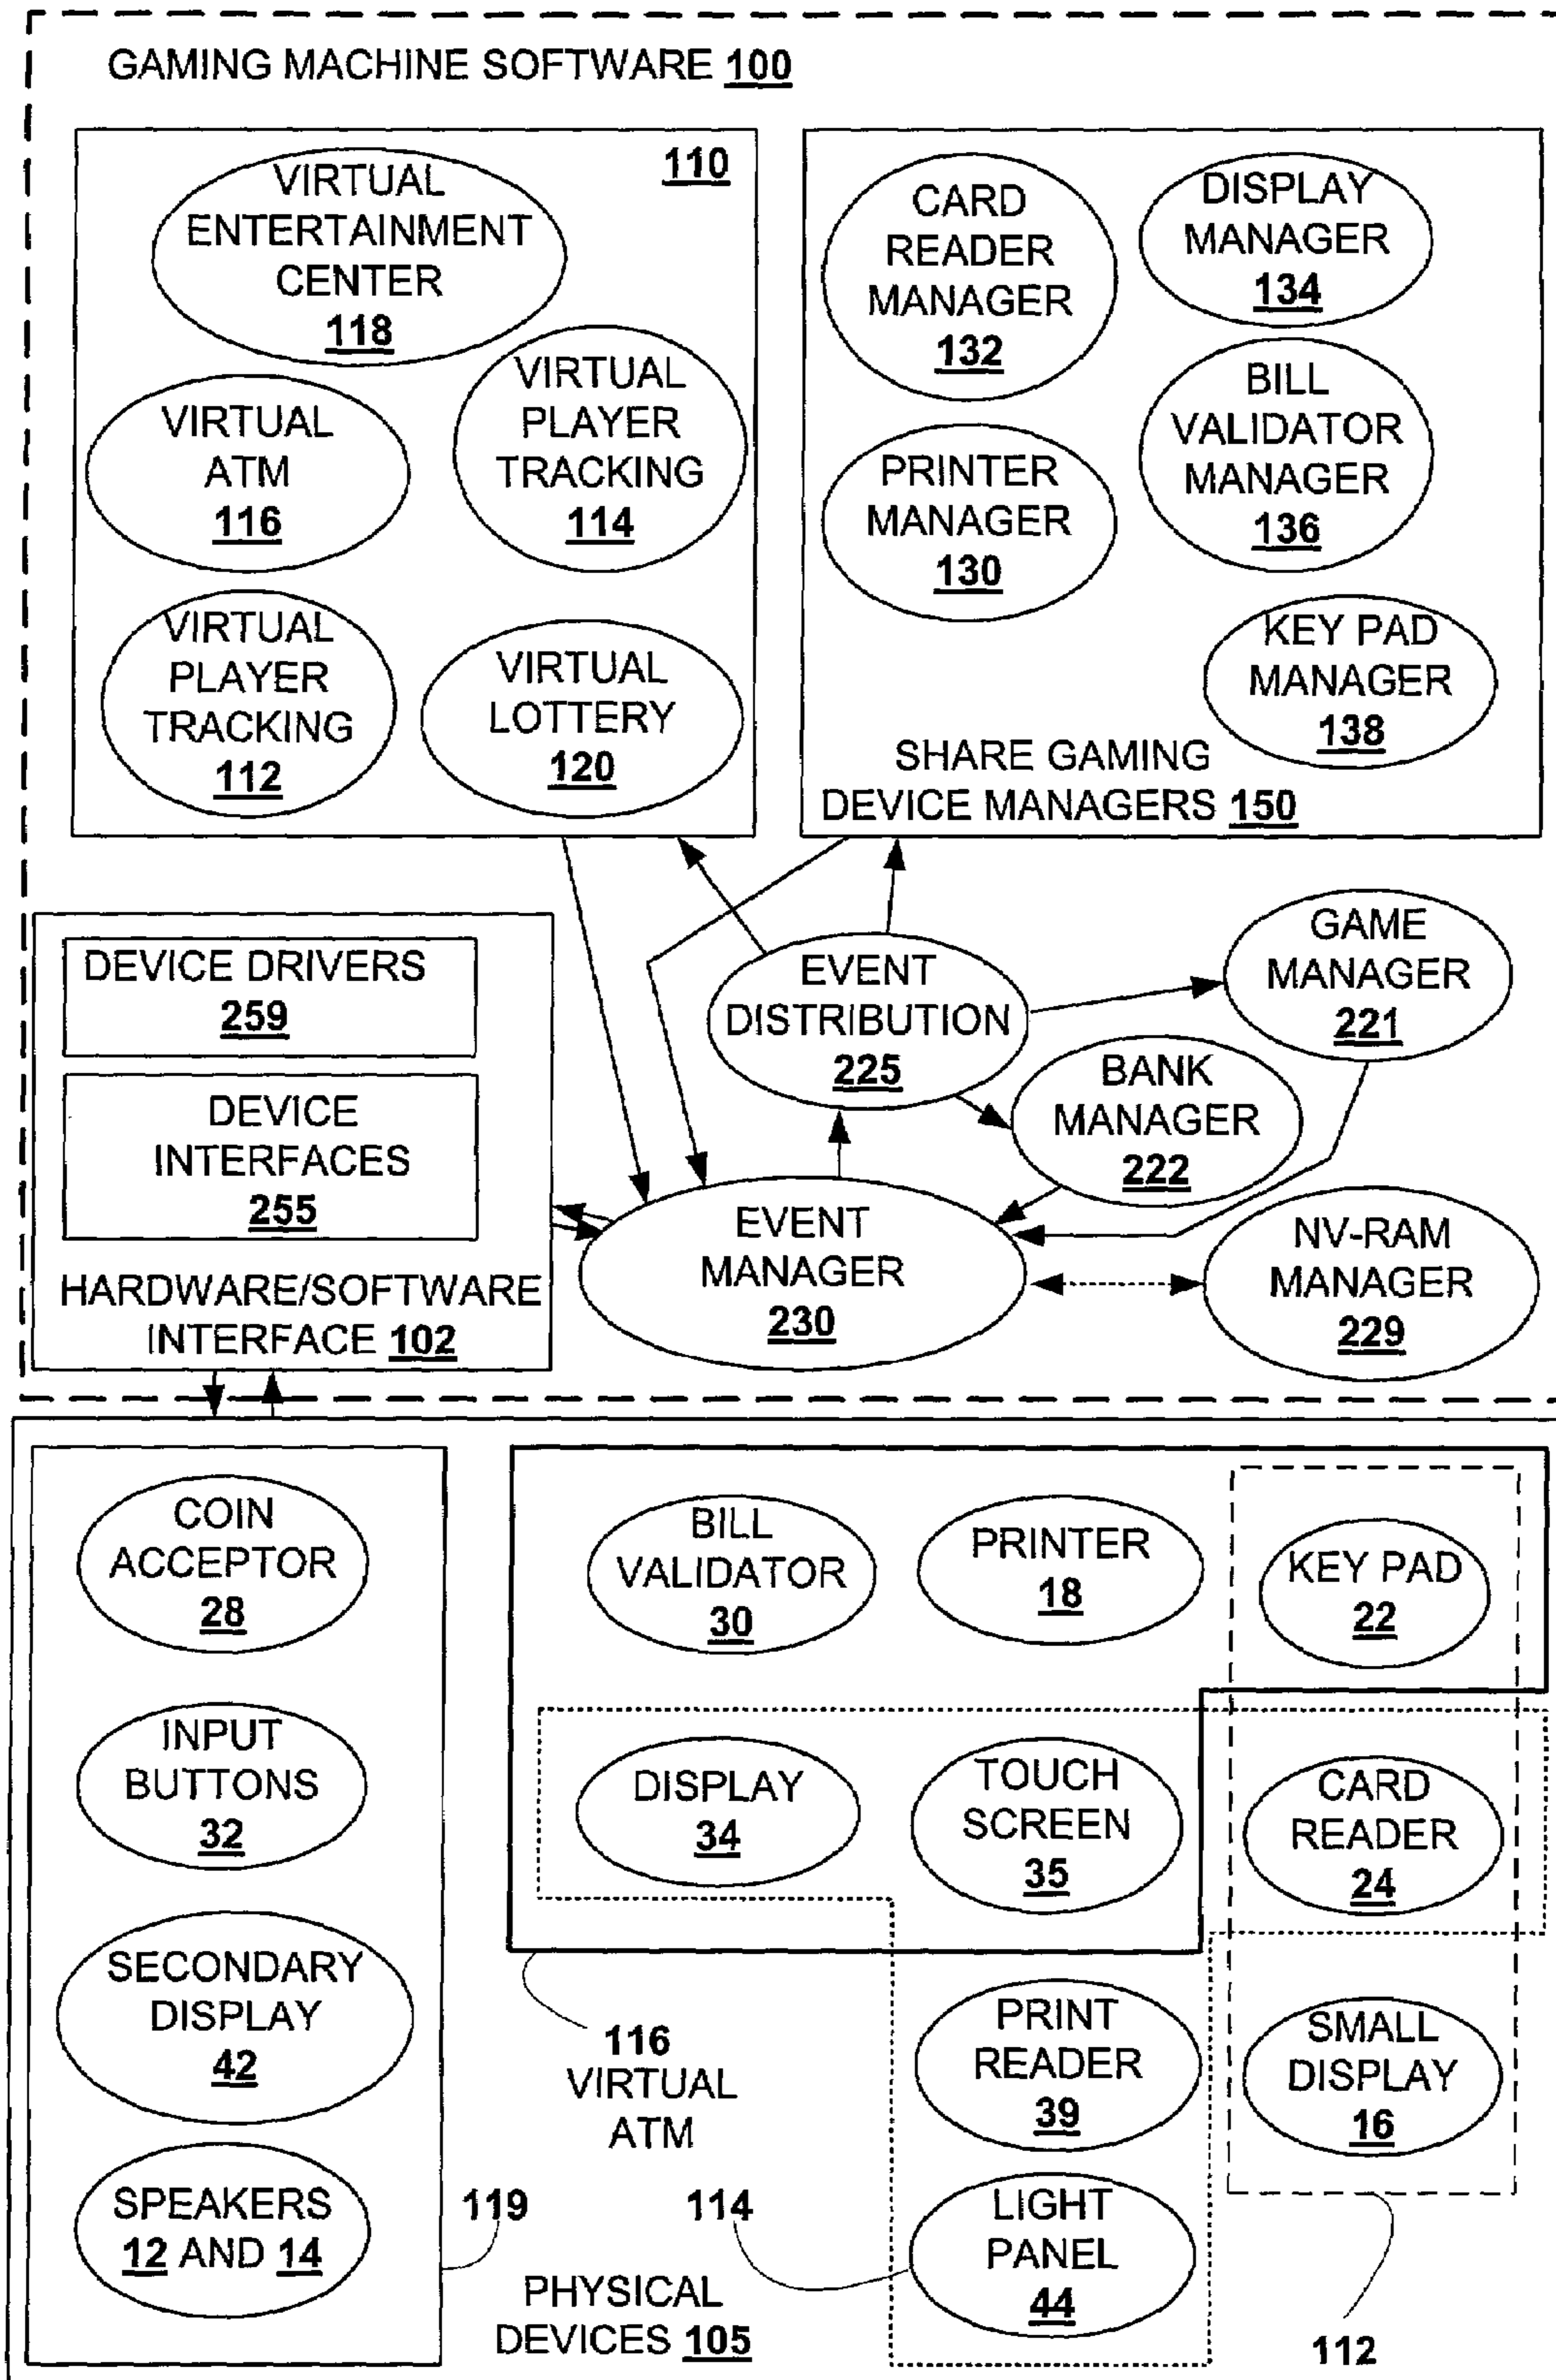 GAMING MACHINE SOFTWARE 100
110
VIRTUAL
ENTERTAINMENT
CENTER
118
VIRTUAL
ATM
116
VIRTUAL
PLAYER
TRACKING
114
VIRTUAL
PLAYER
TRACKING
112
VIRTUAL
LOTTERY
120
CARD
READER
MANAGER
132
DISPLAY
MANAGER
134
PRINTER
MANAGER
130
BILL
VALIDATOR
MANAGER
136
KEY PAD
MANAGER
138
SHARE GAMING
DEVICE MANAGERS 150
DEVICE DRIVERS
259
DEVICE
INTERFACES
255
HARDWARE/SOFTWARE
INTERFACE 102
EVENT
DISTRIBUTION
225
GAME
MANAGER
221
BANK
MANAGER
222
EVENT
MANAGER
230
NV-RAM
MANAGER
229
COIN
ACCEPTOR
28
INPUT
BUTTONS
32
SECONDARY
DISPLAY
42
SPEAKERS
12 AND 14
119
BILL
VALIDATOR
30
PRINTER
18
KEY PAD
22
DISPLAY
34
TOUCH
SCREEN
35
CARD
READER
24
116
VIRTUAL
ATM
PRINT
READER
39
SMALL
DISPLAY
16
114
LIGHT
PANEL
44
PHYSICAL
DEVICES 105
112